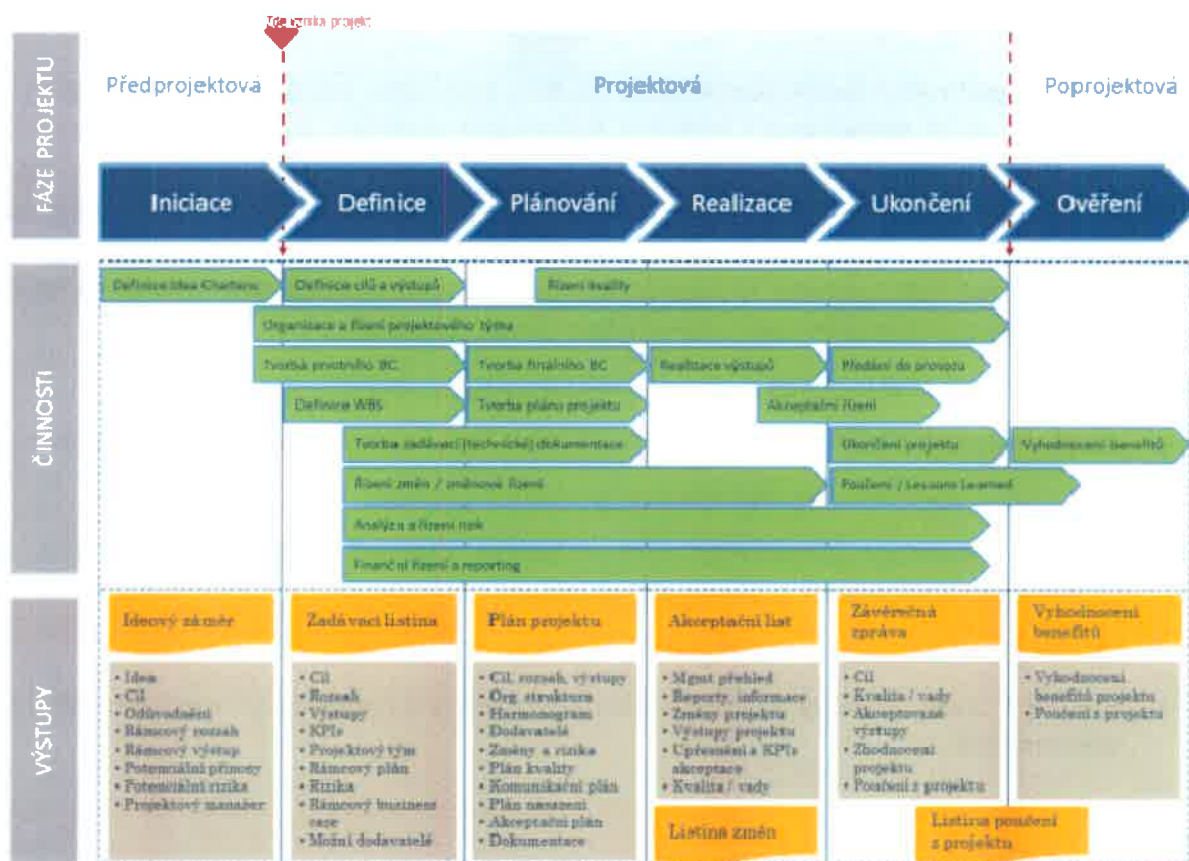 projekt
FÁZE PROJEKTU
Předprojektová
Projektová
Poprojektová
Iniciace
Definice
Plánování
Realizace
Ukončení
Ověření
ČINNOSTI
Definice Idea Charteru
Definice cílů a výstupů
Řízení kvality
Organizace a řízení projektového týmu
Tvorba prvotního BC
Tvorba finálního BC
Realizace výstupů
Předání do provozu
Definice WBS
Tvorba plánu projektu
Akceptační řízení
Tvorba zadávací (technické) dokumentace
Ukončení projektu
Vyhodnocení benefitů
Řízení změn / změnové řízení
Poučení / Lessons Learned
Analýza a řízení rizik
Finanční řízení a reporting
VÝSTUPY
Ideový záměr
• Idea
• Cíl
• Odůvodnění
• Rámcový rozsah
• Rámcový výstup
• Potenciální přínosy
• Potenciální rizika
• Projektový manažer
Zadávací listina
• Cíl
• Rozsah
• Výstupy
• KPIs
• Projektový tým
• Rámcový plán
• Rizika
• Rámcový business
case
• Možní dodavatelé
Plán projektu
• Cíl, rozsah, výstupy
• Org. struktura
• Harmonogram
• Dodavatelé
• Změny a rizika
• Plán kvality
• Komunikační plán
• Plán nasazení
• Akceptační plán
• Dokumentace
Akceptační list
• Mgmt přehled
• Reporty, informace
• Změny projektu
• Výstupy projektu
• Upřesnění a KPIs
akceptace
• Kvalita / vady
Listina změn
Závěrečná
zpráva
• Cíl
• Kvalita / vady
• Akceptované
výstupy
• Zhodnocení
projektu
• Poučení z projektu
Vyhodnocení
benefitů
• Vyhodnocení
benefitů projektu
• Poučení z projektu
Listina poučení
z projektu